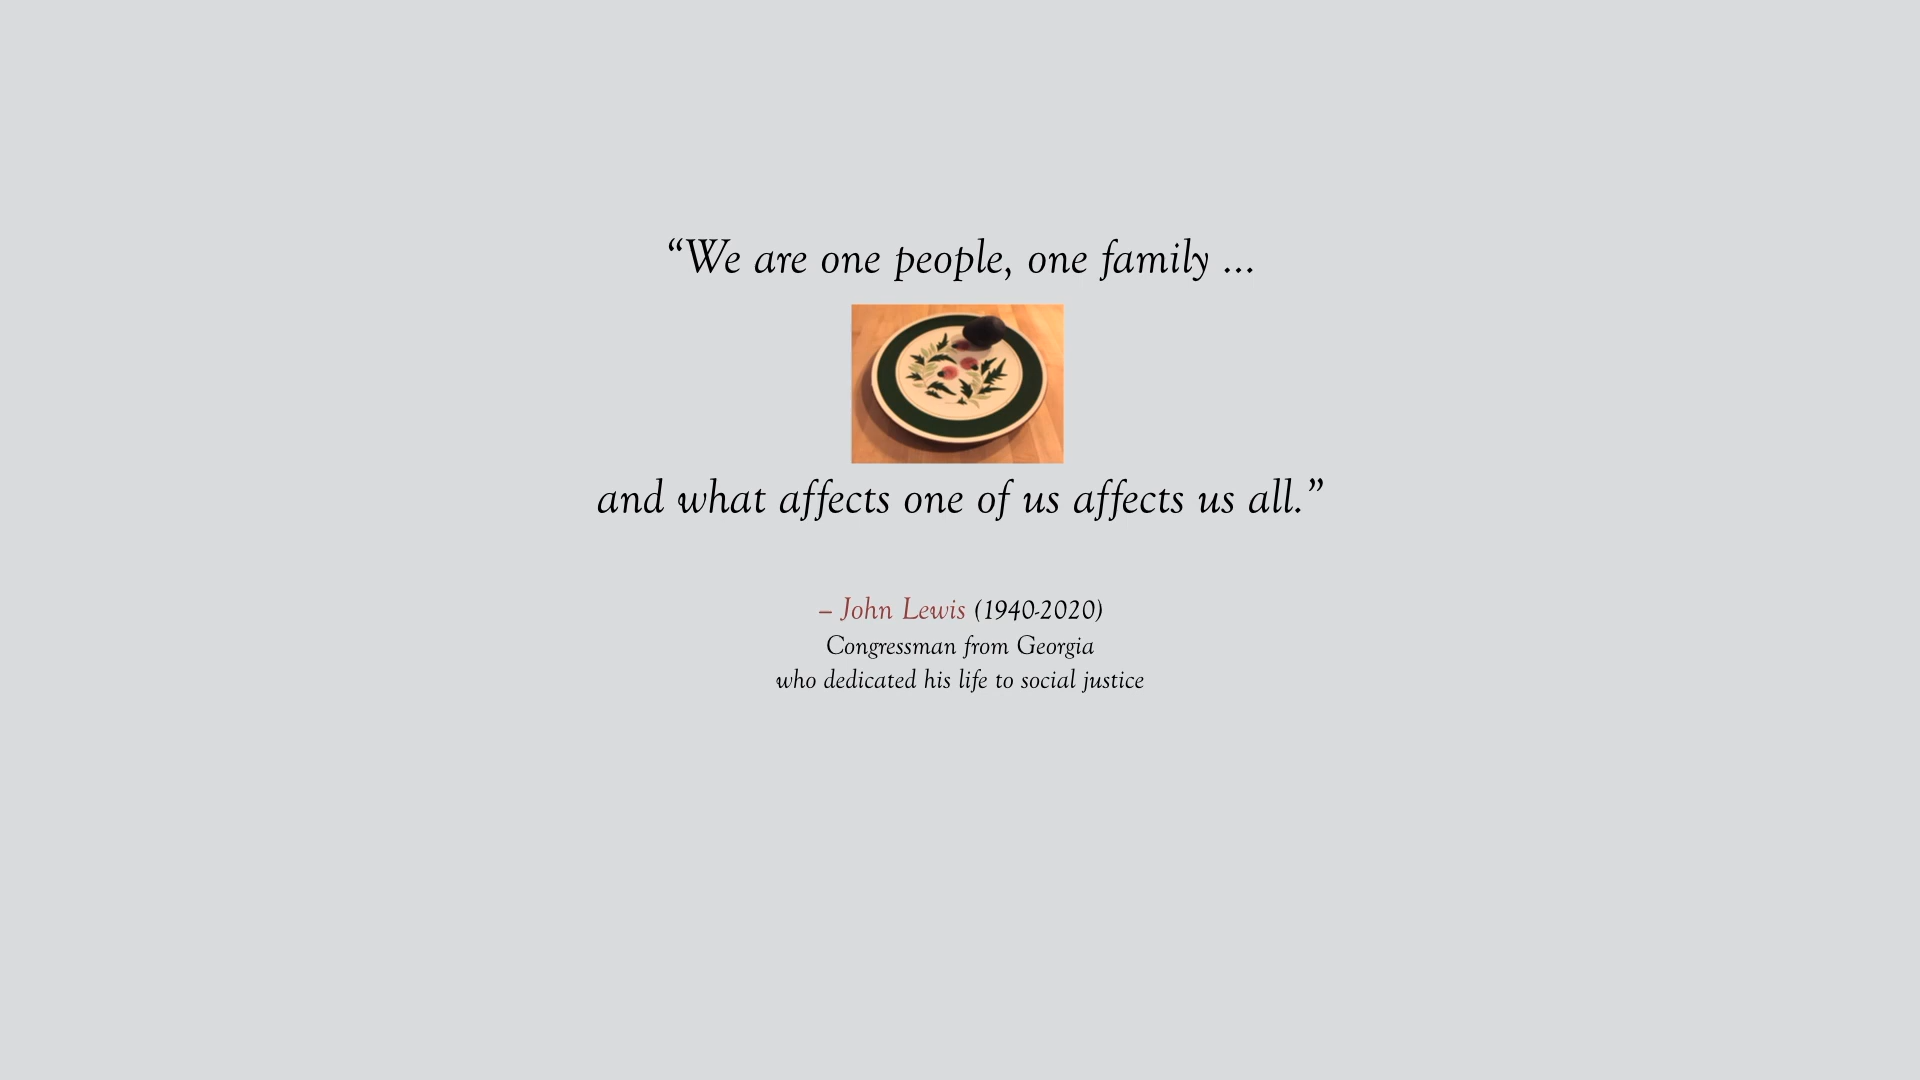 “We are one people, one family ...
and what affects one of us affects us all.”
– John Lewis (1940-2020)
Congressman from Georgia
who dedicated his life to social justice